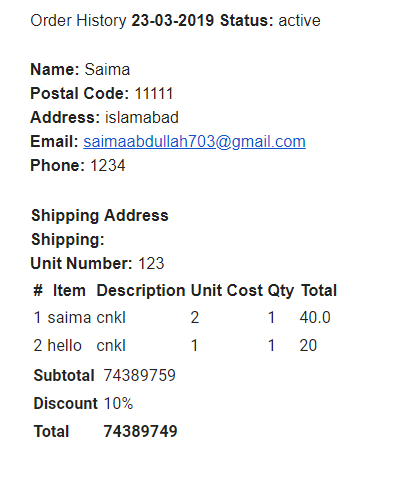 Order History 23-03-2019 Status: active
Name: Saima
Postal Code: 11111
Address: islamabad
Email: saimaabdullah703@gmail.com
Phone: 1234
Shipping Address
Shipping:
Unit Number: 123
# Item Description Unit Cost Qty Total
1 saima cnkl 2 1 40.0
2 hello cnkl 1 1 20
Subtotal 74389759
Discount 10%
Total 74389749